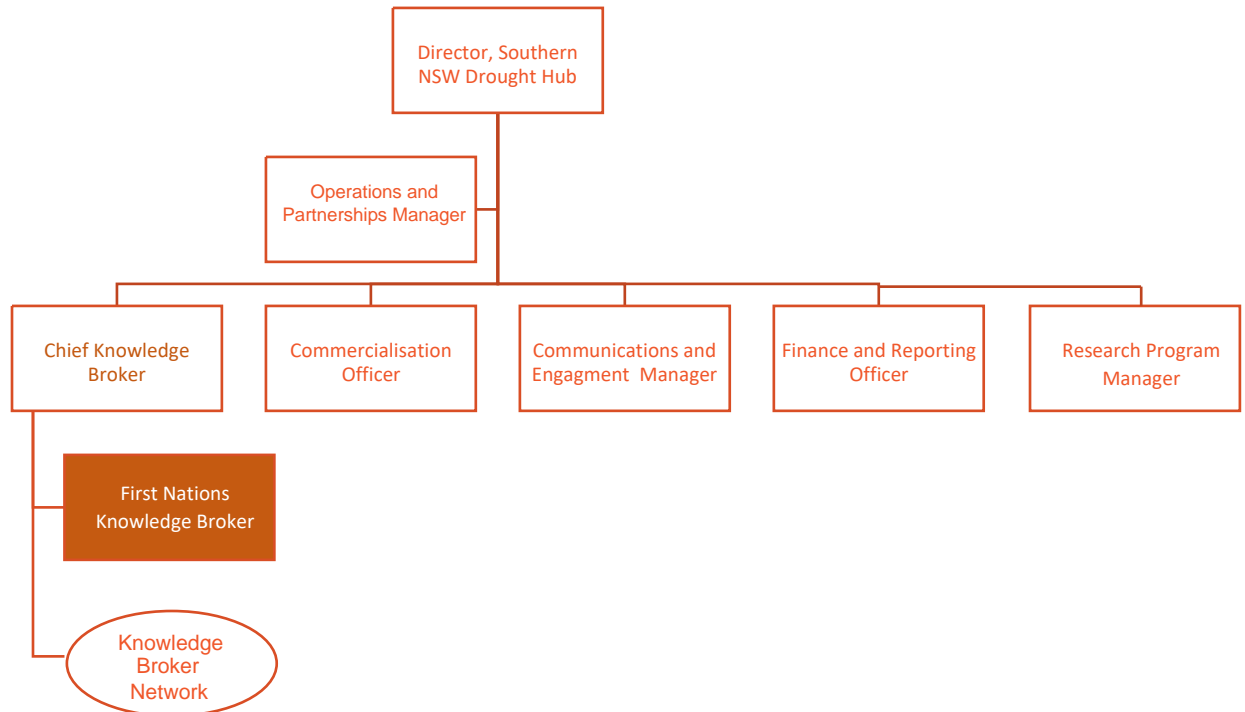 Director, Southern
NSW Drought Hub
Operations and
Partnerships Manager
Chief Knowledge
Broker
Commercialisation
Officer
Communications and
Engagment Manager
Finance and Reporting
Officer
Research Program
Manager
First Nations
Knowledge Broker
Knowledge
Broker
Network